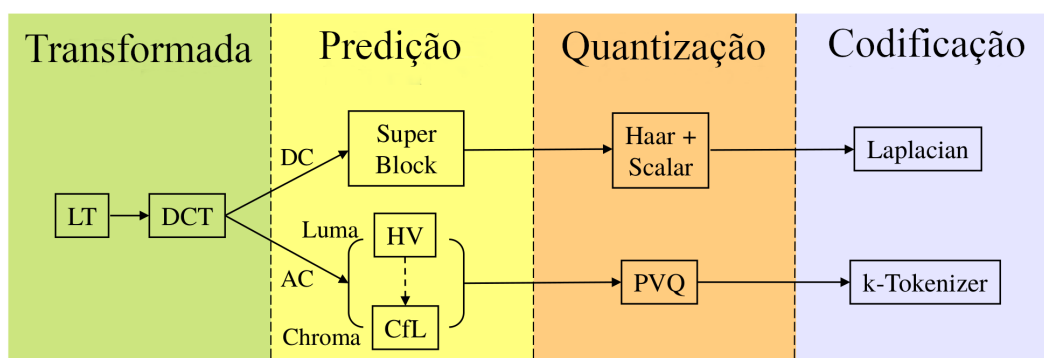 Transformada
Predição
Quantização
Codificação
DC
Super
Block
Haar +
Scalar
Laplacian
LT
DCT
Luma
HV
AC
PVQ
k-Tokenizer
Chroma
CfL